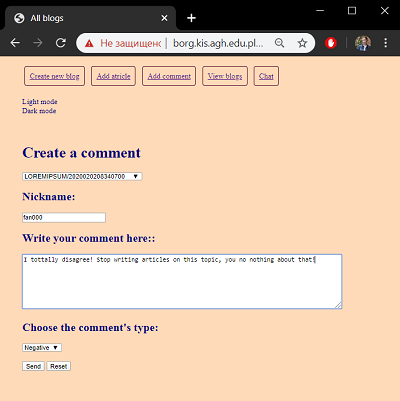 All blogs
Не защищено borg.kis.agh.edu.pl...
Create new blog Add atricle Add comment View blogs Chat
Light mode
Dark mode
Create a comment
LOREMIPSUM/2020020208340700
Nickname:
fan000
Write your comment here::
I tottally disagree! Stop writing articles on this topic, you no nothing about that!
Choose the comment's type:
Negative
Send Reset